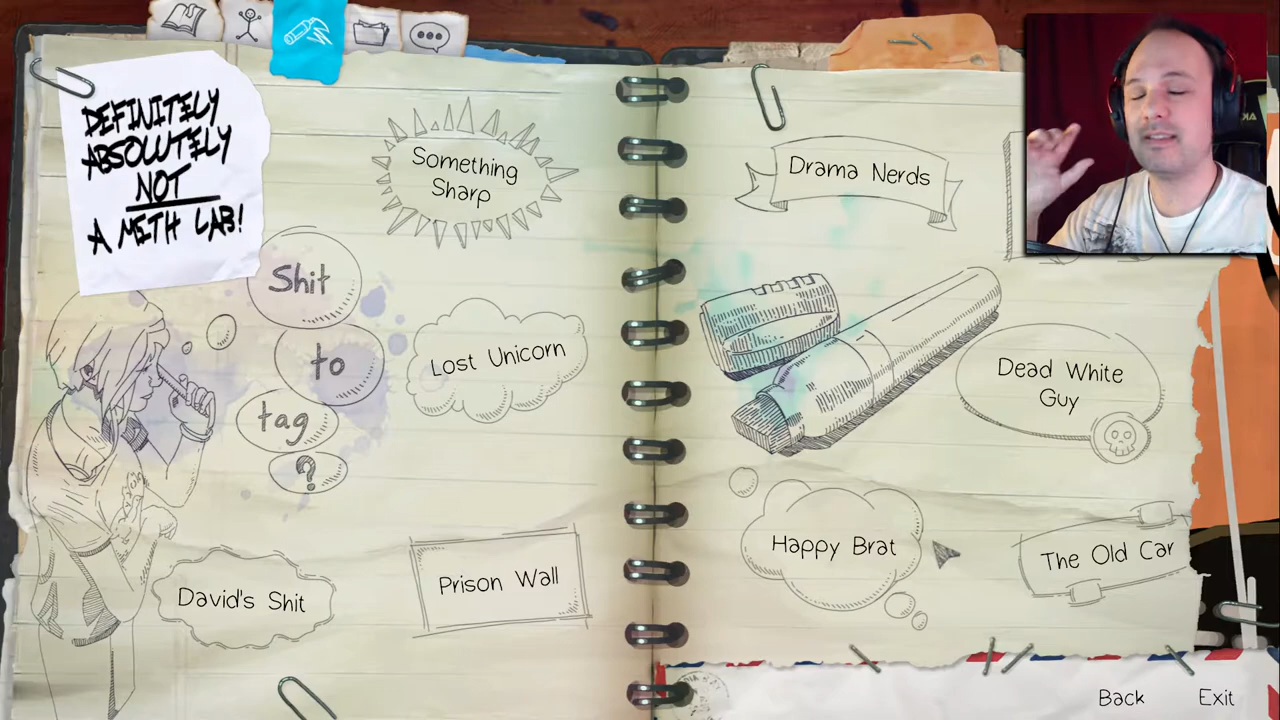 DEFINITELY
ABSOLUTELY
NOT
A METH LAB!
Something
Sharp
Shit
to
tag
?
Lost Unicorn
David's Shit
Prison Wall
Drama Nerds
Dead White
Guy
Happy Brat
The Old Car
Back
Exit